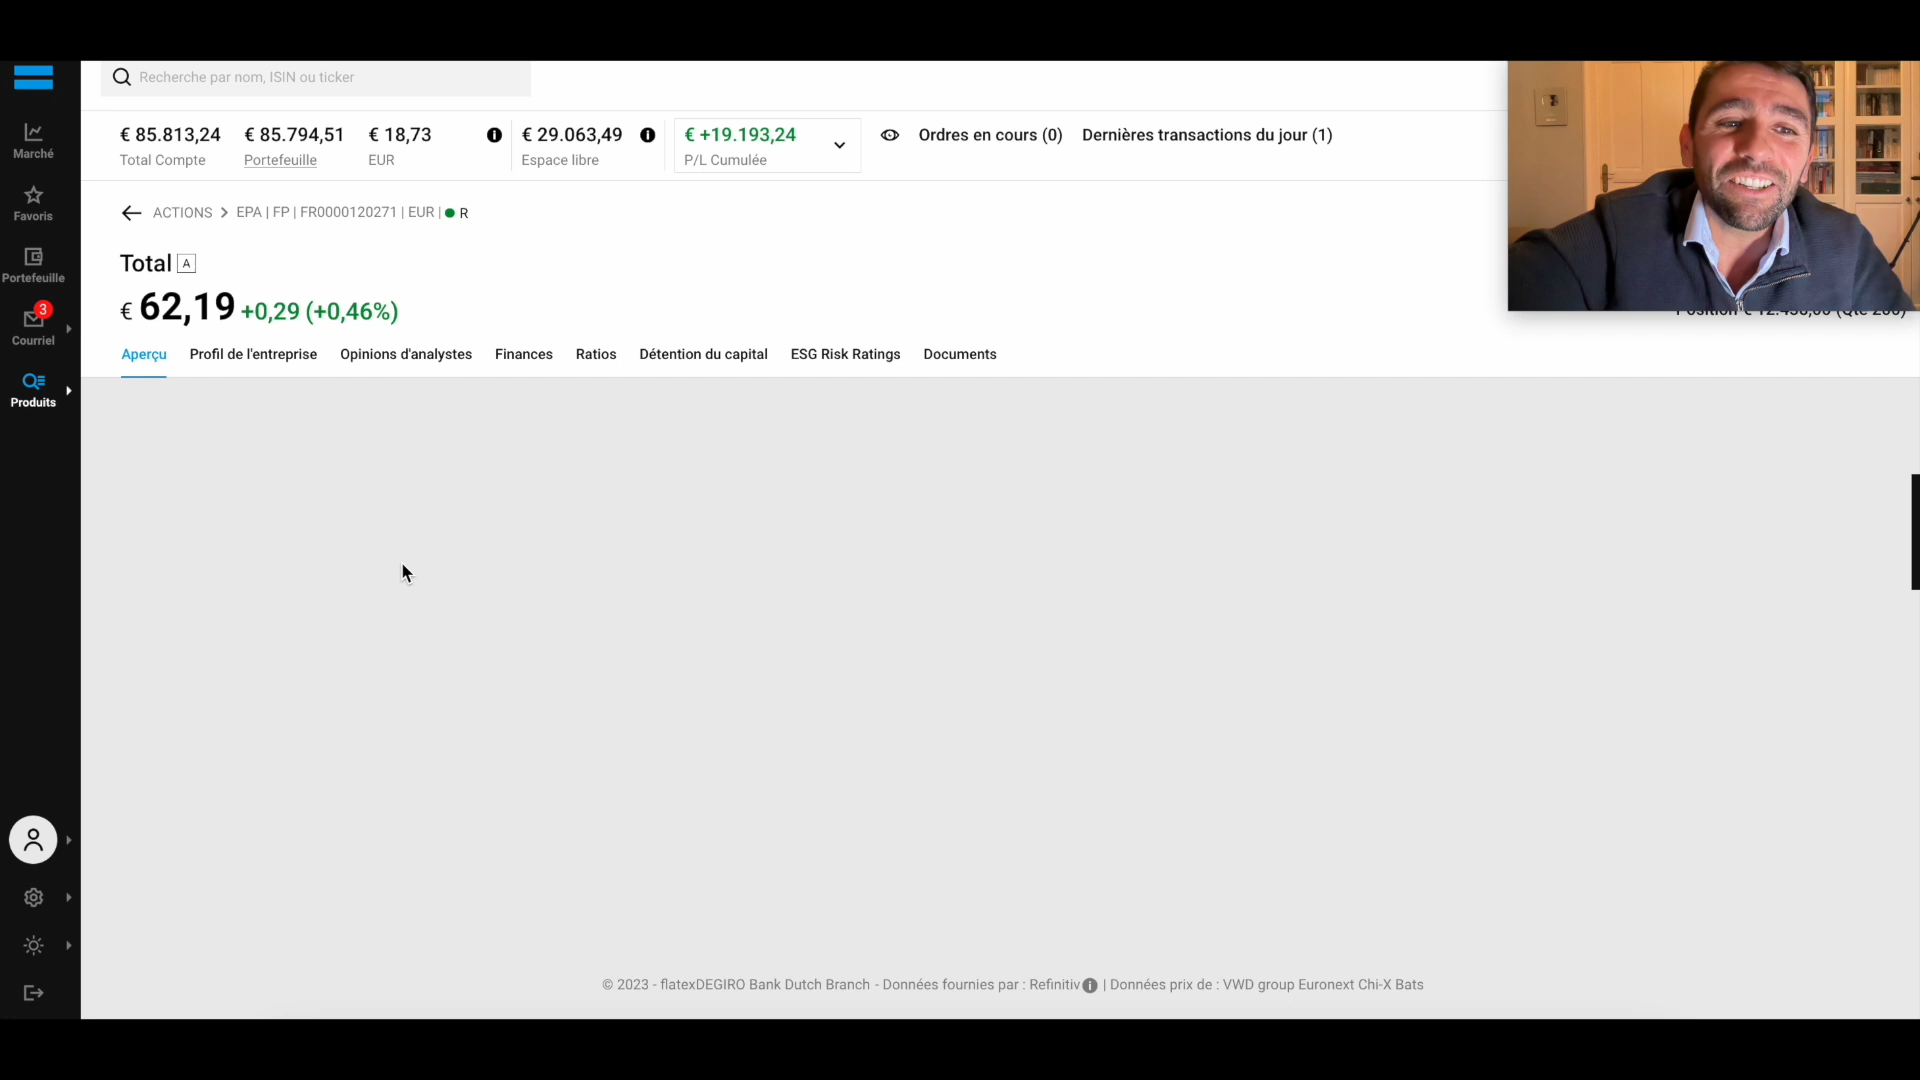 Recherche par nom, ISIN ou ticker
€ 85.813,24 € 85.794,51 € 18,73 € 29.063,49 € +19.193,24 Ordres en cours (0) Dernières transactions du jour (1)
Total Compte Portefeuille EUR Espace libre P/L Cumulée
Marché
Favoris
Portefeuille
3
Courriel
Produits
ACTIONS > EPA | FP | FR0000120271 | EUR | R
Total A
€ 62,19 +0,29 (+0,46%)
Aperçu Profil de l'entreprise Opinions d'analystes Finances Ratios Détention du capital ESG Risk Ratings Documents
© 2023 - flatexDEGIRO Bank Dutch Branch - Données fournies par : Refinitiv | Données prix de : VWD group Euronext Chi-X Bats